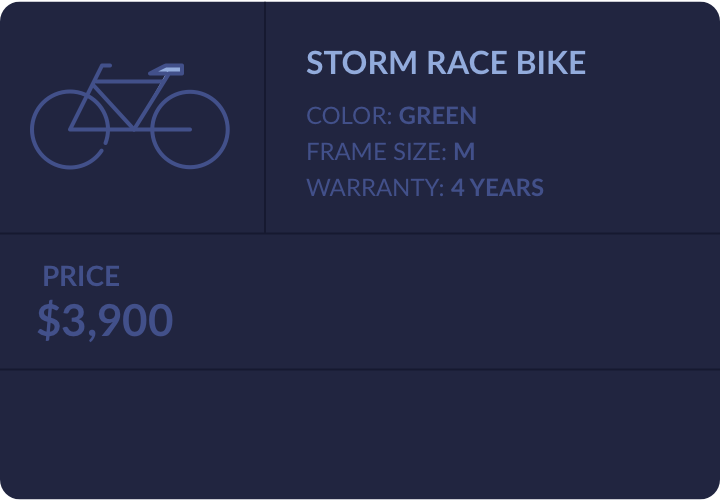 STORM RACE BIKE
COLOR: GREEN
FRAME SIZE: M
WARRANTY: 4 YEARS
PRICE
$3,900